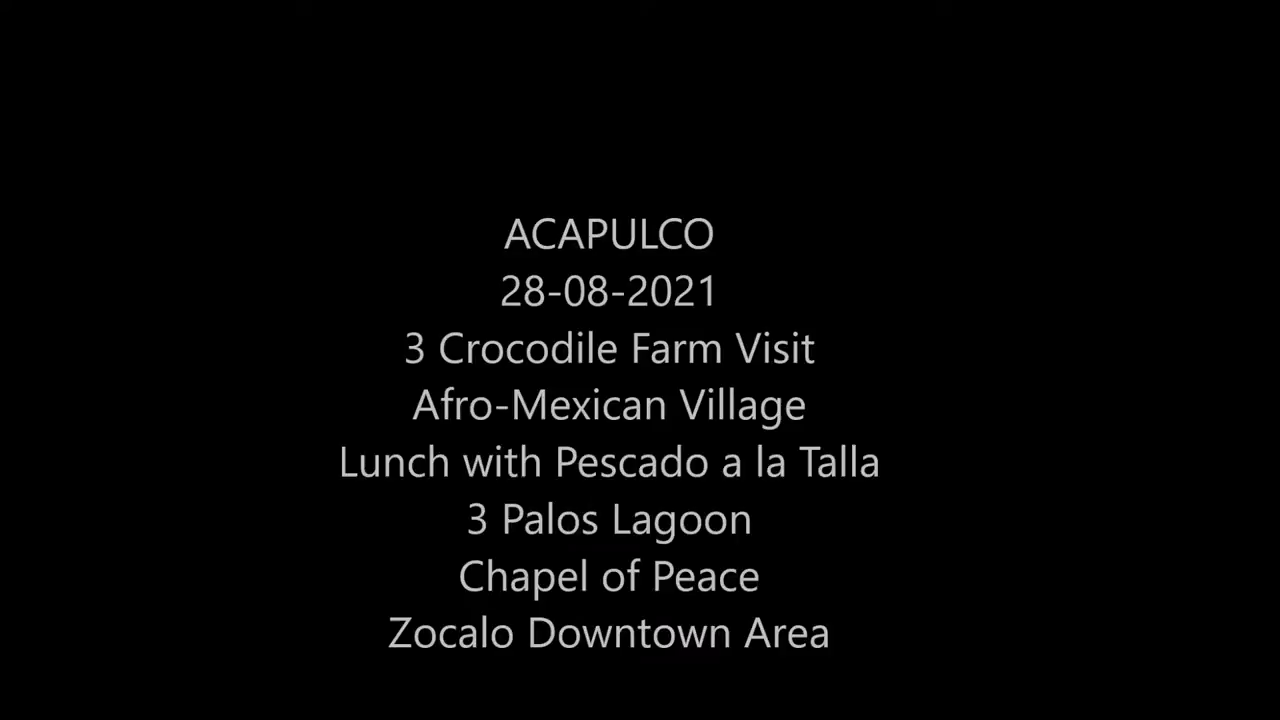 ACAPULCO
28-08-2021
3 Crocodile Farm Visit
Afro-Mexican Village
Lunch with Pescado a la Talla
3 Palos Lagoon
Chapel of Peace
Zocalo Downtown Area